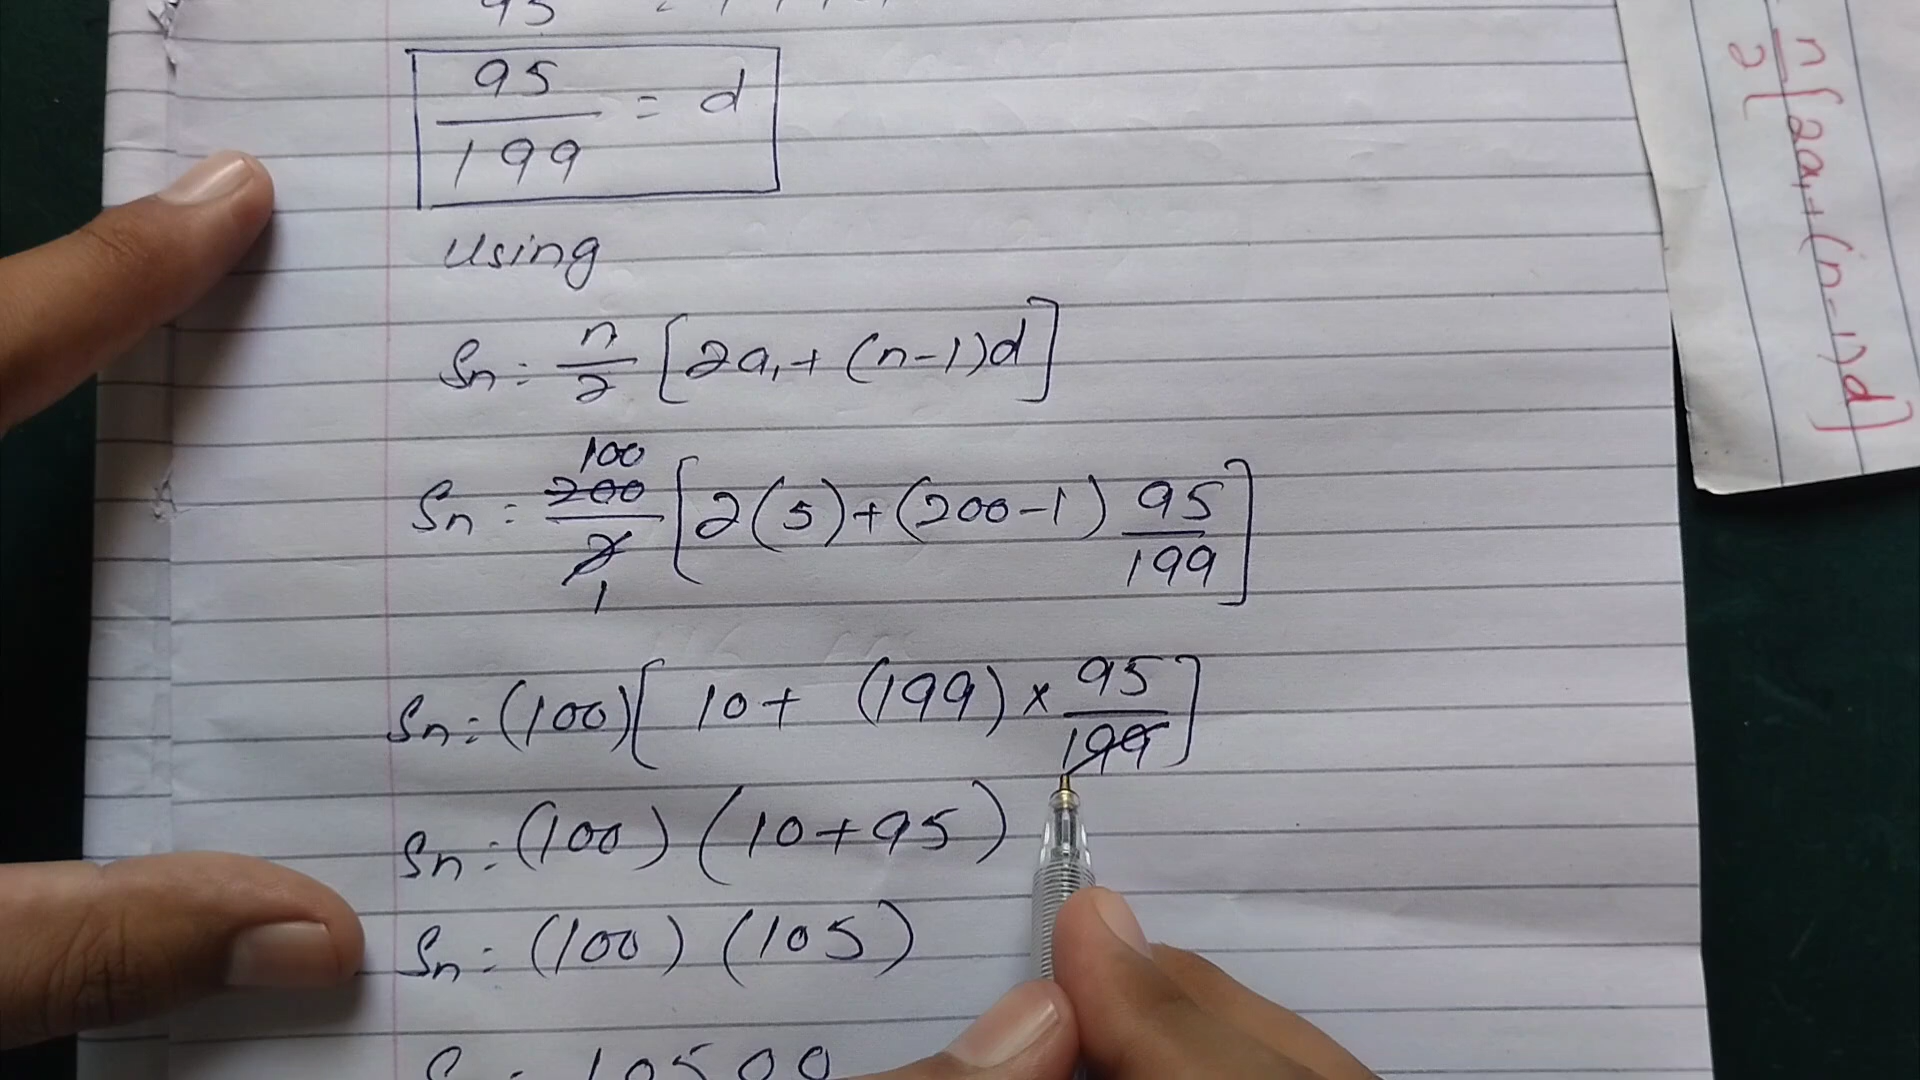 95/199 = d
Using
Sn = n/2 [2a₁ + (n-1)d]
100
Sn = 200/2 [2(5) + (200-1) 95/199]
1
Sn = (100)[10 + (199) × 95/199]
Sn = (100) (10+95)
Sn = (100) (105)
10500
n/2 [2a₁ + (n-1)d]